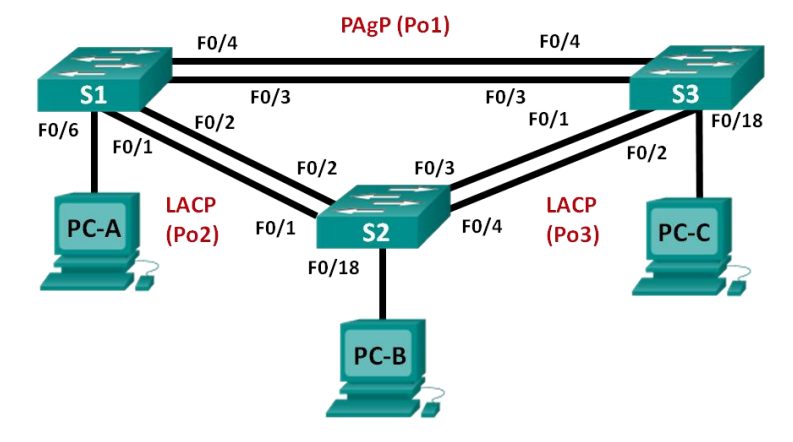 PAgP (Po1)
F0/4
F0/4
S1
S3
F0/3
F0/3
F0/6
F0/1
F0/2
F0/1
F0/18
F0/2
F0/2
F0/3
PC-A
LACP
(Po2)
F0/1
S2
F0/4
LACP
(Po3)
PC-C
F0/18
PC-B